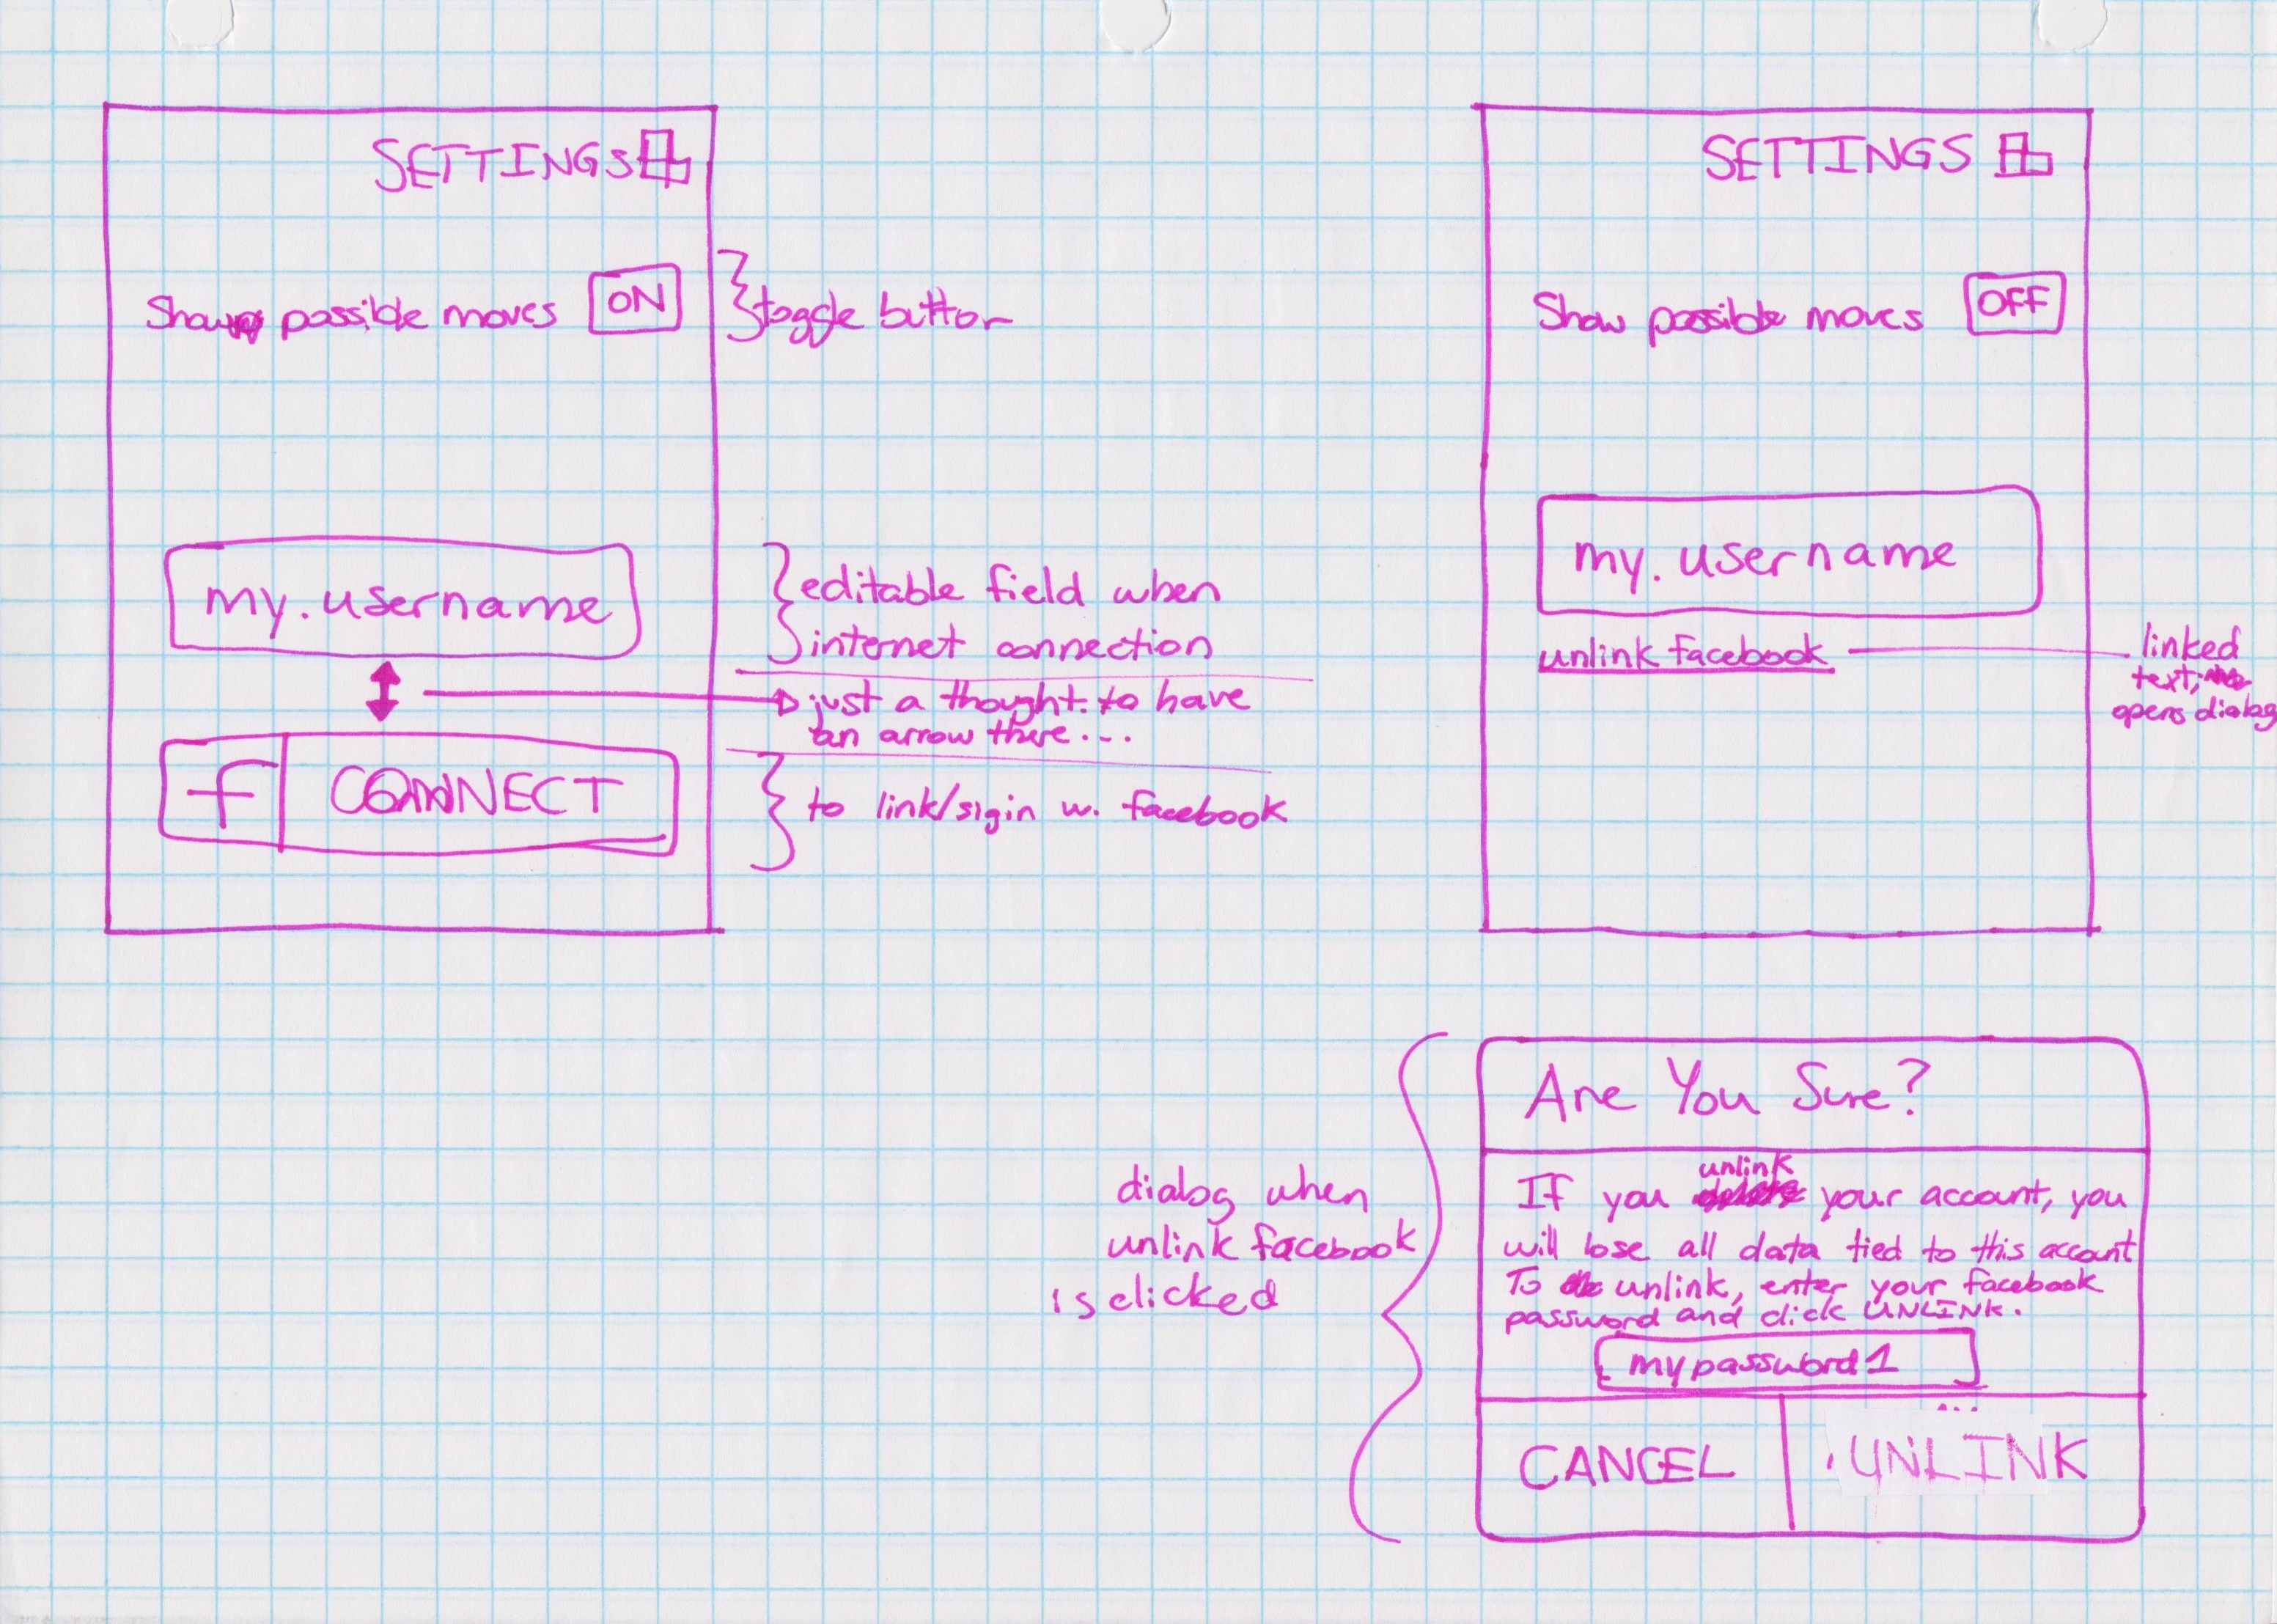 SETTINGS
Show possible moves ON
toggle button
my.username
editable field when
internet connection
just a thought to have
an arrow there...
f CONNECT
to link/sigin w. facebook
SETTINGS
Show possible moves OFF
my.username
unlink facebook
linked
text;
opens dialog
dialog when
unlink facebook
is clicked
Are You Sure?
unlink
If you your account, you
will lose all data tied to this account
To unlink, enter your facebook
password and click UNLINK.
mypassword1
CANCEL UNLINK